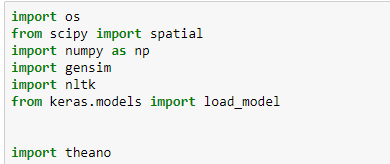 import os
from scipy import spatial
import numpy as np
import gensim
import nltk
from keras.models import load_model
import theano